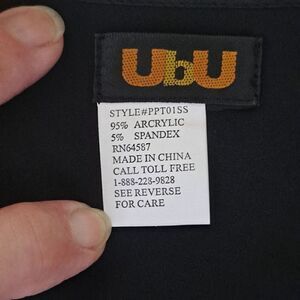 UbU
STYLE#PPT01SS
95% ARCRYLIC
5% SPANDEX
RN64587
MADE IN CHINA
CALL TOLL FREE
1-888-228-9828
SEE REVERSE
FOR CARE